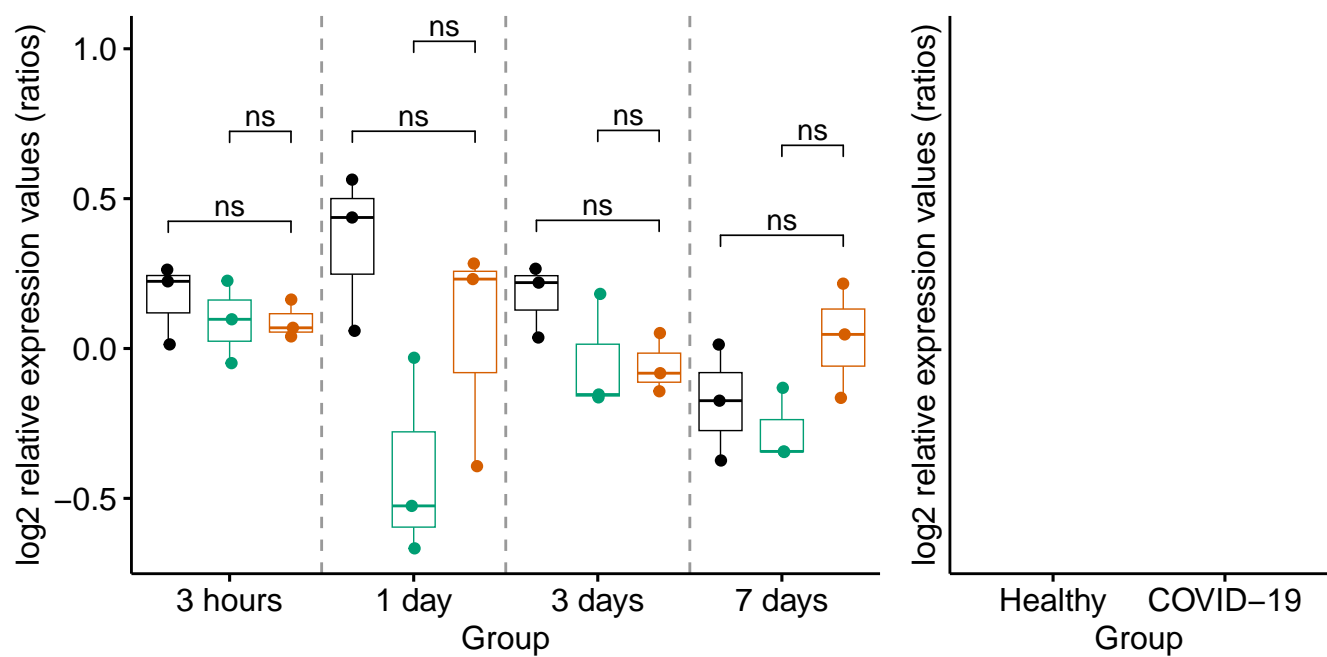 log2 relative expression values (ratios)
1.0
0.5
0.0
−0.5
ns
ns
ns
ns
ns
ns
ns
ns
3 hours
1 day
3 days
7 days
Group
log2 relative expression values (ratios)
Healthy
COVID−19
Group